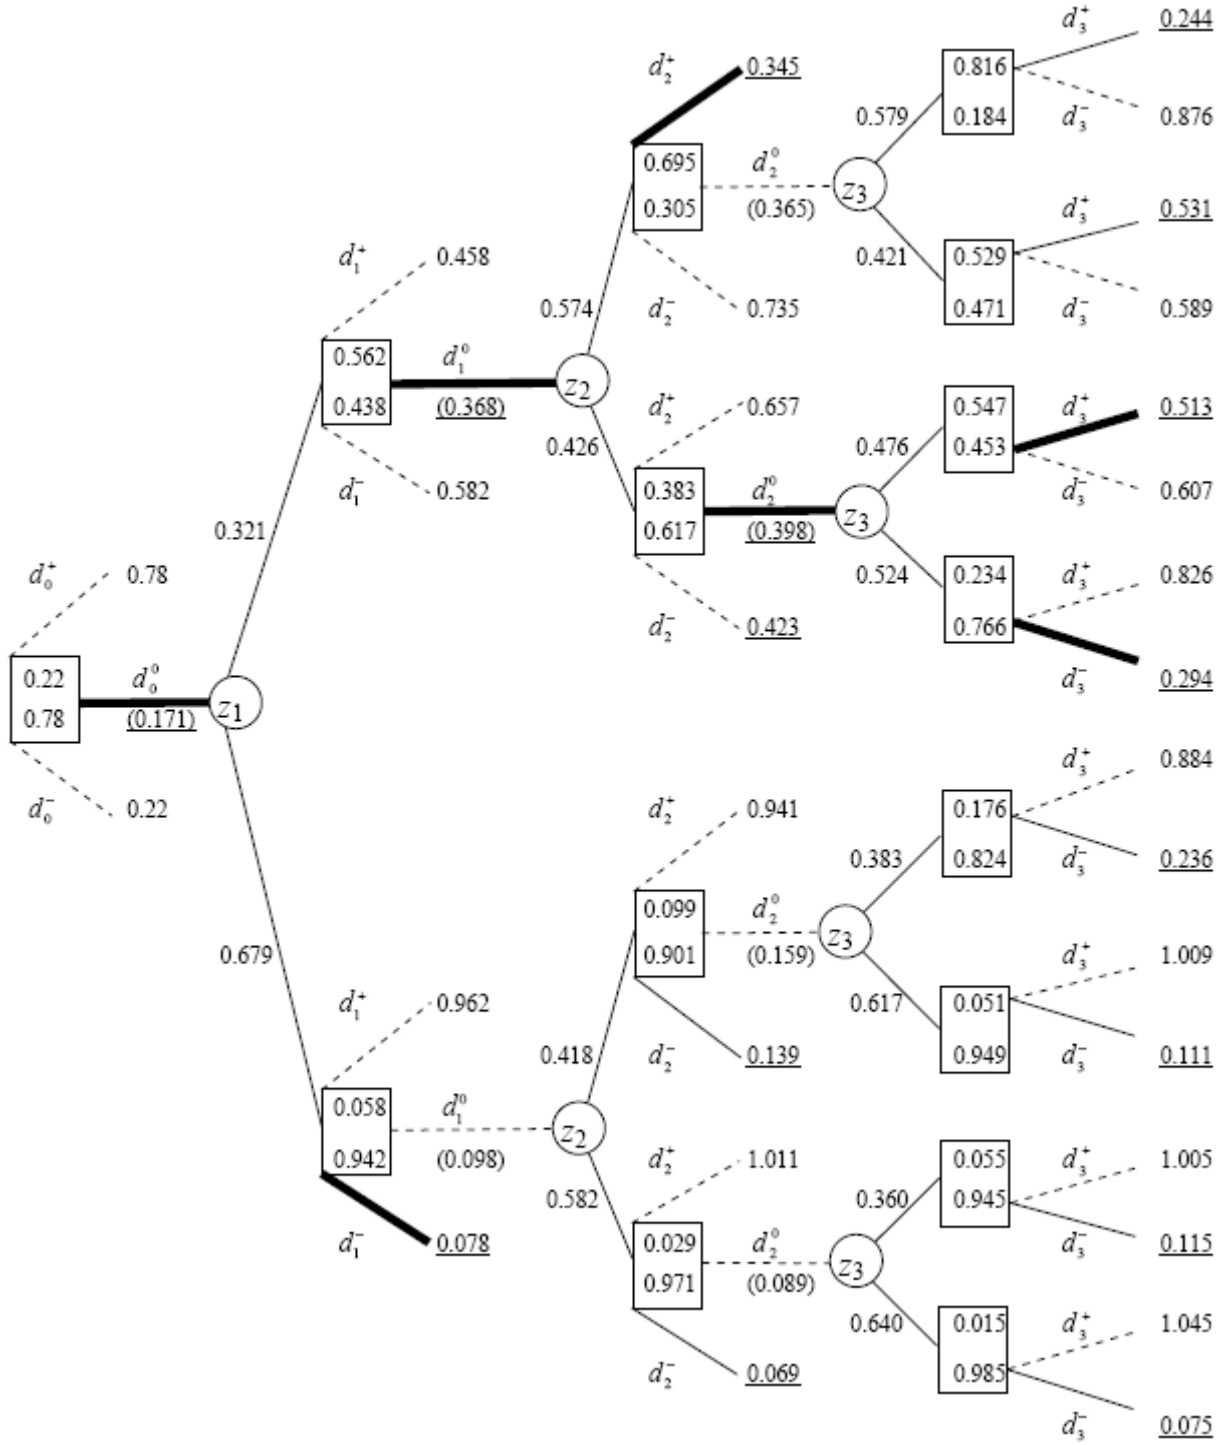 d₃⁺ 0.244
d₂⁺ 0.345
0.816
0.579
0.184
d₃⁻ 0.876
0.695
d₂⁰
z₃
0.305
(0.365)
d₃⁺ 0.531
d₁⁺ 0.458
0.421
0.529
0.574
d₂⁻ 0.735
0.471
d₃⁻ 0.589
0.562
d₁⁰
z₂
0.438
(0.368)
d₂⁺ 0.657
0.547
d₃⁺ 0.513
0.426
0.476
0.453
d₁⁻ 0.582
0.383
d₂⁰
d₃⁻ 0.607
0.321
0.617
(0.398)
z₃
d₀⁺ 0.78
0.524
0.234
d₃⁺ 0.826
d₂⁻ 0.423
0.766
0.22
d₀⁰
d₃⁻ 0.294
0.78
(0.171)
z₁
d₃⁺ 0.884
d₀⁻ 0.22
d₂⁺ 0.941
0.176
0.383
0.824
d₃⁻ 0.236
0.099
d₂⁰
z₃
0.679
0.901
(0.159)
d₃⁺ 1.009
d₁⁺ 0.962
0.617
0.051
0.418
d₂⁻ 0.139
0.949
d₃⁻ 0.111
0.058
d₁⁰
z₂
0.942
(0.098)
d₂⁺ 1.011
0.055
d₃⁺ 1.005
0.582
0.360
0.945
d₁⁻ 0.078
0.029
d₂⁰
d₃⁻ 0.115
0.971
(0.089)
z₃
0.640
0.015
d₃⁺ 1.045
d₂⁻ 0.069
0.985
d₃⁻ 0.075